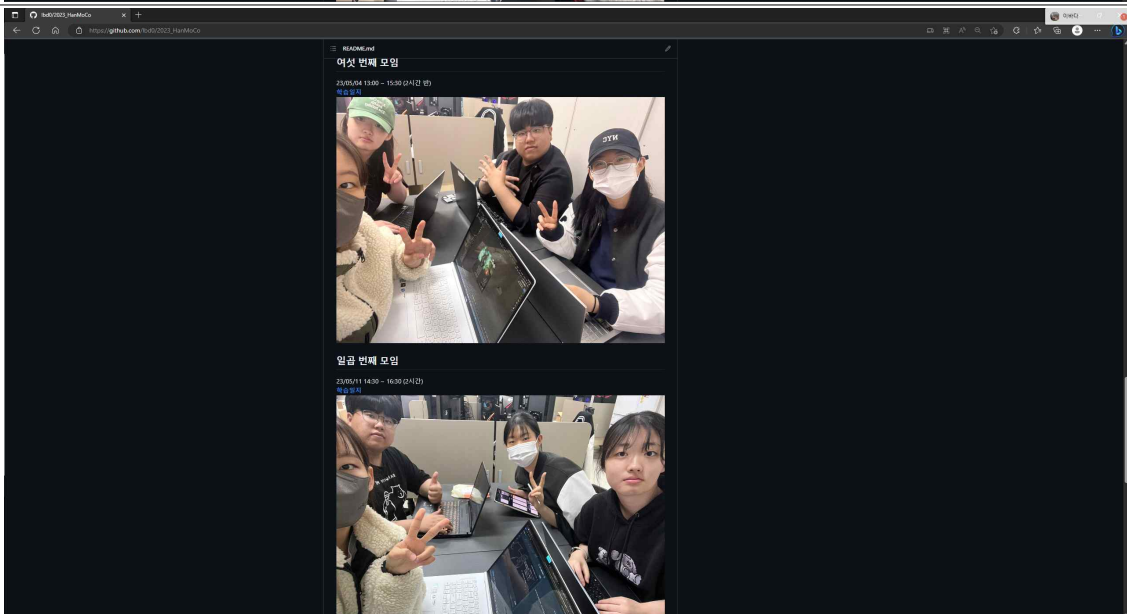 lbd0/2023_HanMoCo
https://github.com/lbd0/2023_HanMoCo
README.md
여섯 번째 모임
23/05/04 13:00 ~ 15:30 (2시간 반)
학습일지
일곱 번째 모임
23/05/11 14:30 ~ 16:30 (2시간)
학습일지